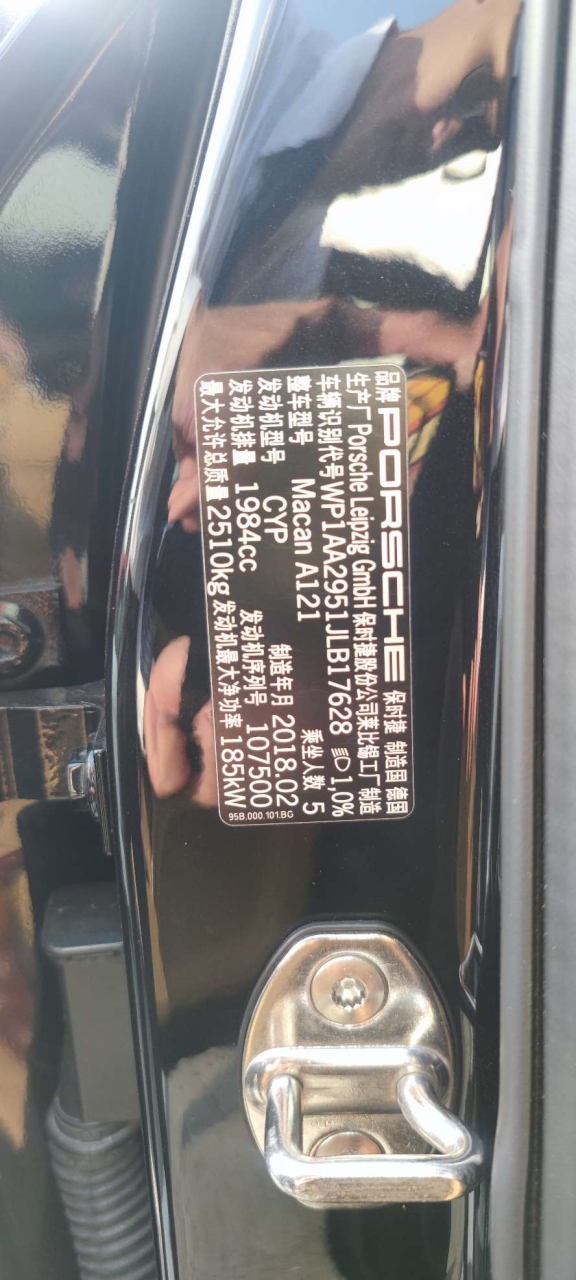 品牌 PORSCHE 保时捷 制造国 德国
生产厂 Porsche Leipzig GmbH 保时捷股份公司莱比锡工厂 制造
车辆识别代号 WP1AA2951JLB17628 1,0%
整车型号 Macan A121 乘坐人数 5
发动机型号 CYP 制造年月 2018.02
发动机排量 1984cc 发动机序列号 107500
最大允许总质量 2510kg 发动机最大净功率 185kW
95B.000.101.BG